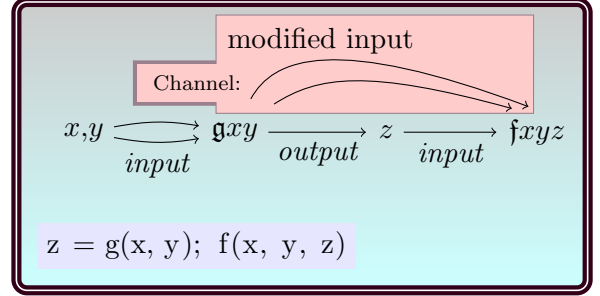 modified input
Channel:
x,y 𝔤xy z 𝔣xyz
input output input
z = g(x, y); f(x, y, z)